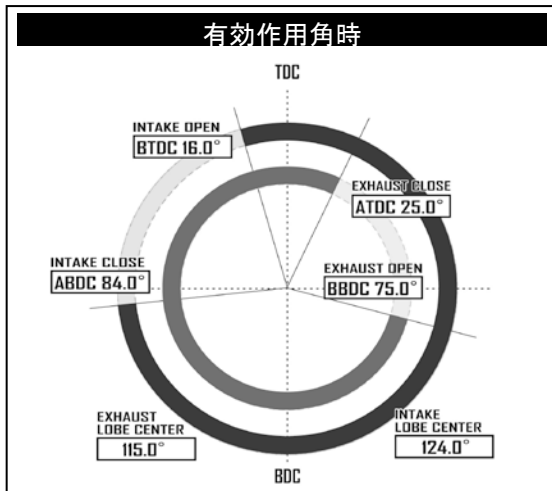 有効作用角時
TDC
INTAKE OPEN
BTDC 16.0°
EXHAUST CLOSE
ATDC 25.0°
INTAKE CLOSE
ABDC 84.0°
EXHAUST OPEN
BBDC 75.0°
EXHAUST
LOBE CENTER
115.0°
INTAKE
LOBE CENTER
124.0°
BDC